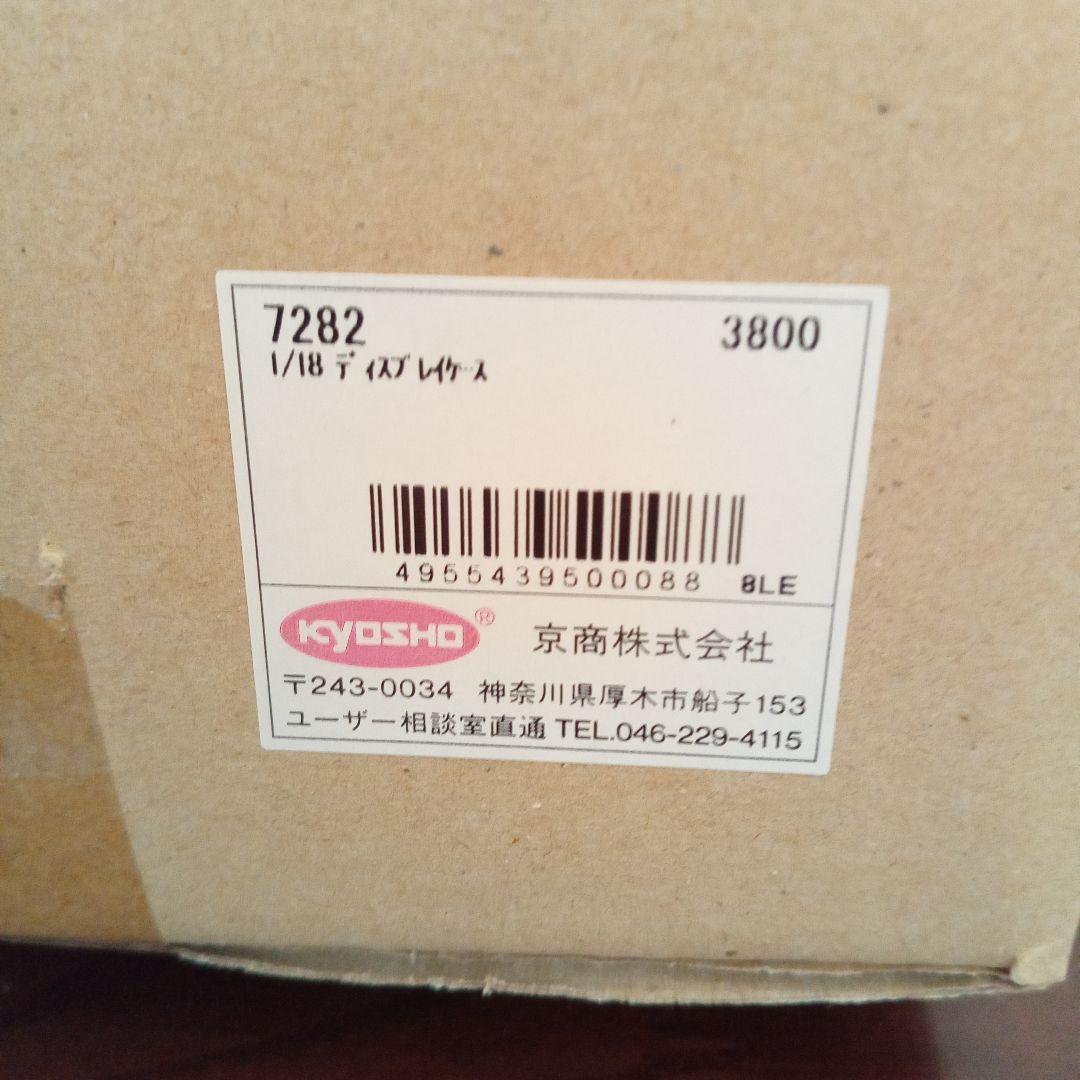 7282 3800
1/18 ディスプレイケース
4955439500088 8LE
KYOSHO® 京商株式会社
〒243-0034 神奈川県厚木市船子153
ユーザー相談室直通 TEL.046-229-4115